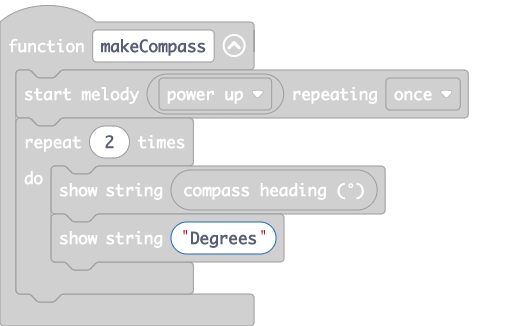 function makeCompass
start melody power up repeating once
repeat 2 times
do
show string compass heading (°)
show string "Degrees"